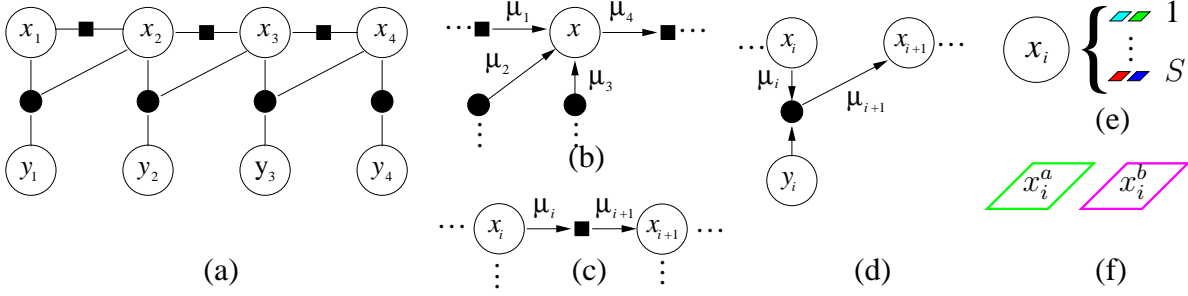 x₁ x₂ x₃ x₄
y₁ y₂ y₃ y₄
(a)
... μ₁ x μ₄ ...
μ₂ μ₃
(b)
... xᵢ μᵢ μᵢ₊₁ xᵢ₊₁ ...
(c)
... xᵢ xᵢ₊₁ ...
μᵢ μᵢ₊₁
yᵢ
(d)
xᵢ { 1
⋮
S
(e)
xᵢᵃ xᵢᵇ
(f)